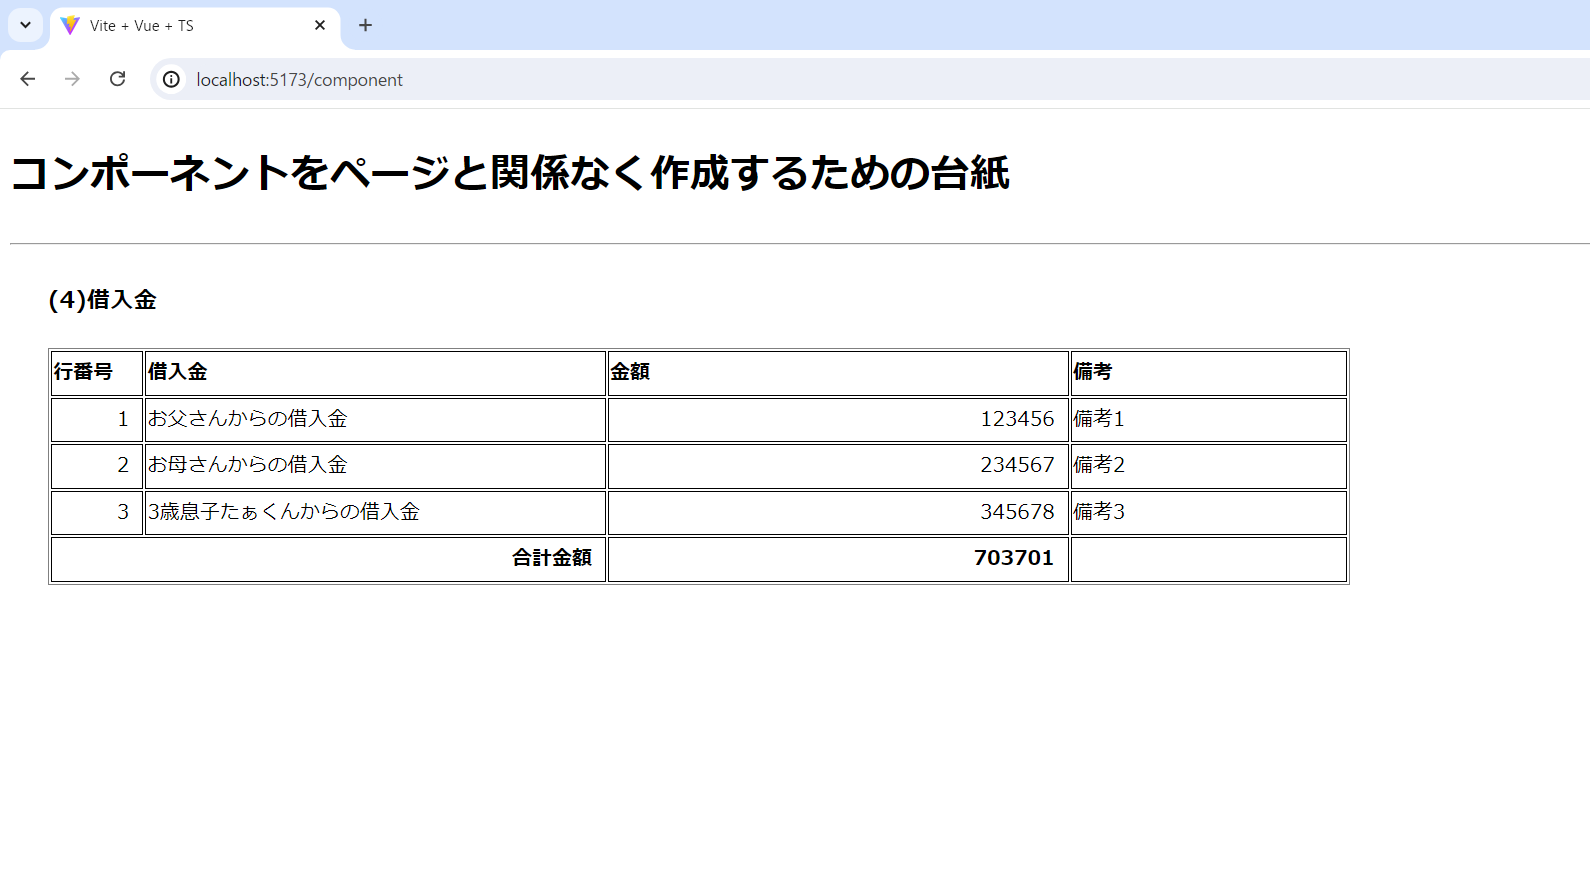 Vite + Vue + TS
localhost:5173/component
コンポーネントをページと関係なく作成するための台紙
(4)借入金
行番号 借入金 金額 備考
1 お父さんからの借入金 123456 備考1
2 お母さんからの借入金 234567 備考2
3 3歳息子たぁくんからの借入金 345678 備考3
合計金額 703701